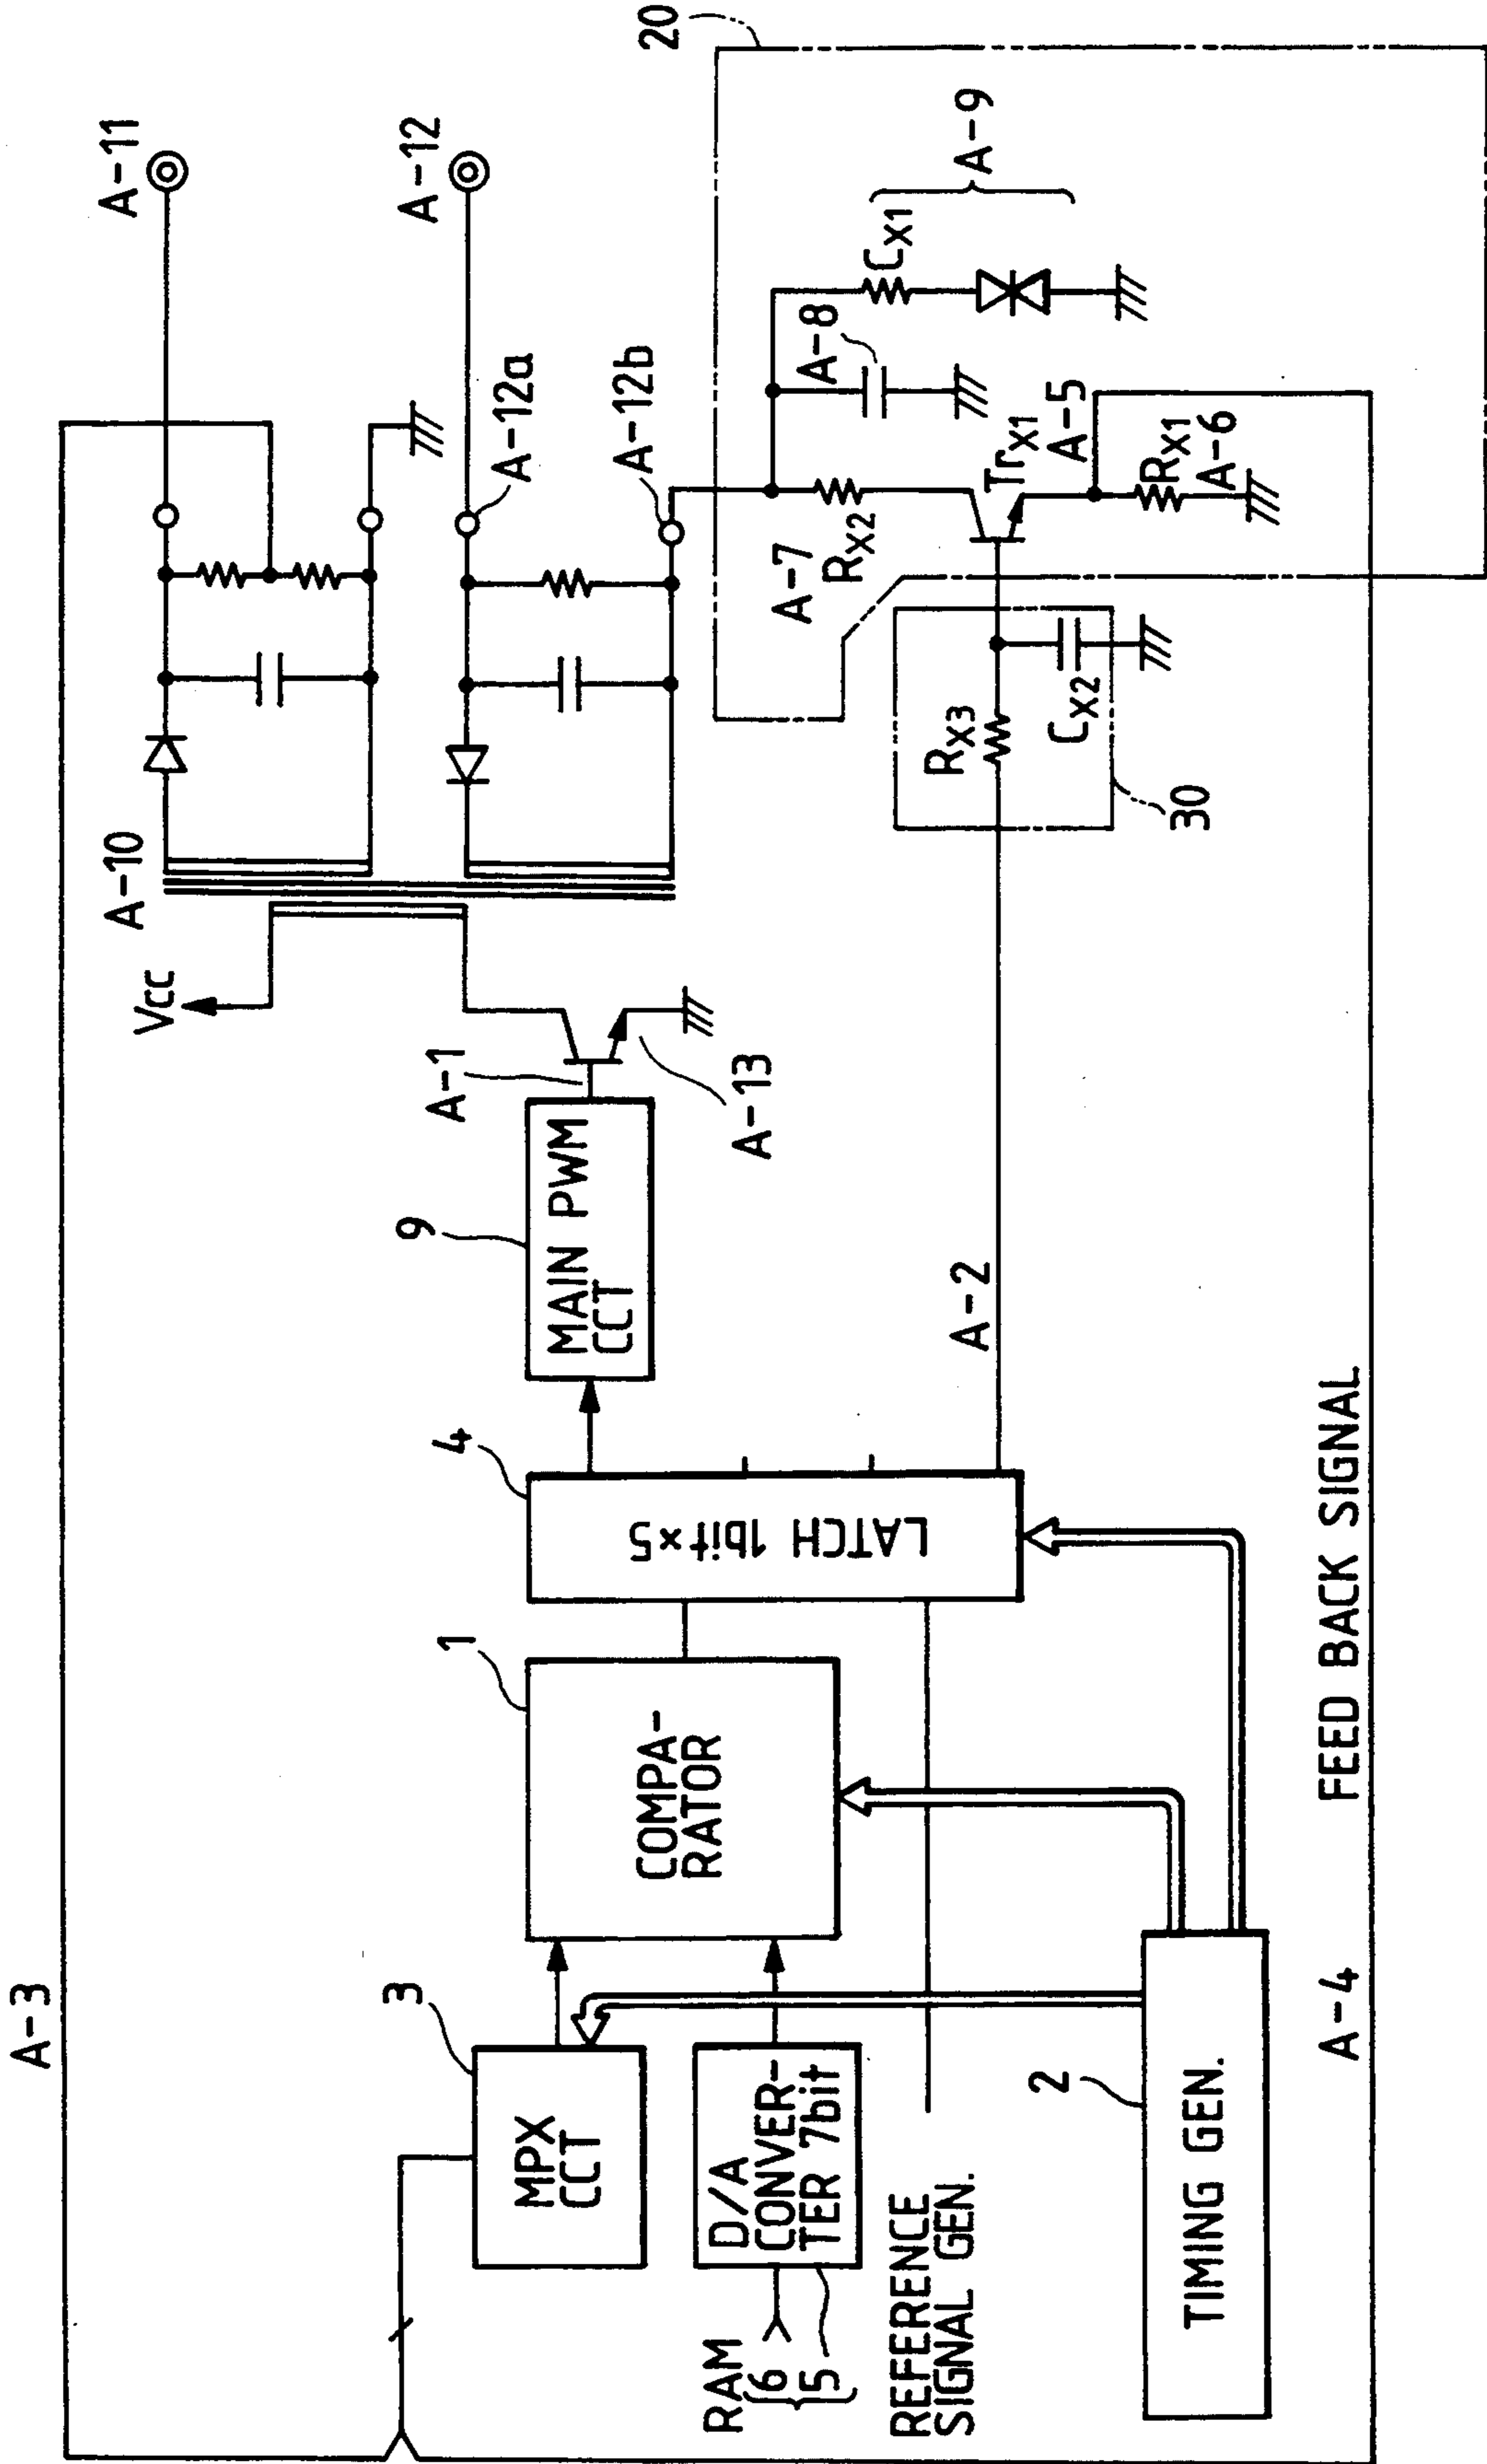 A-3
A-4
FEED BACK SIGNAL
3
MPX
CCT
D/A
CONVER-
TER 7bit
RAM
6
5
REFERENCE
SIGNAL GEN.
2
TIMING GEN.
1
COMPA-
RATOR
4
LATCH 1bit×5
9
MAIN PWM
CCT
A-1
A-13
A-2
Vcc
A-10
A-11
A-12
A-12a
A-12b
20
30
RX3
CX2
A-7
RX2
TrX1
A-5
RX1
A-6
A-8
CX1
A-9